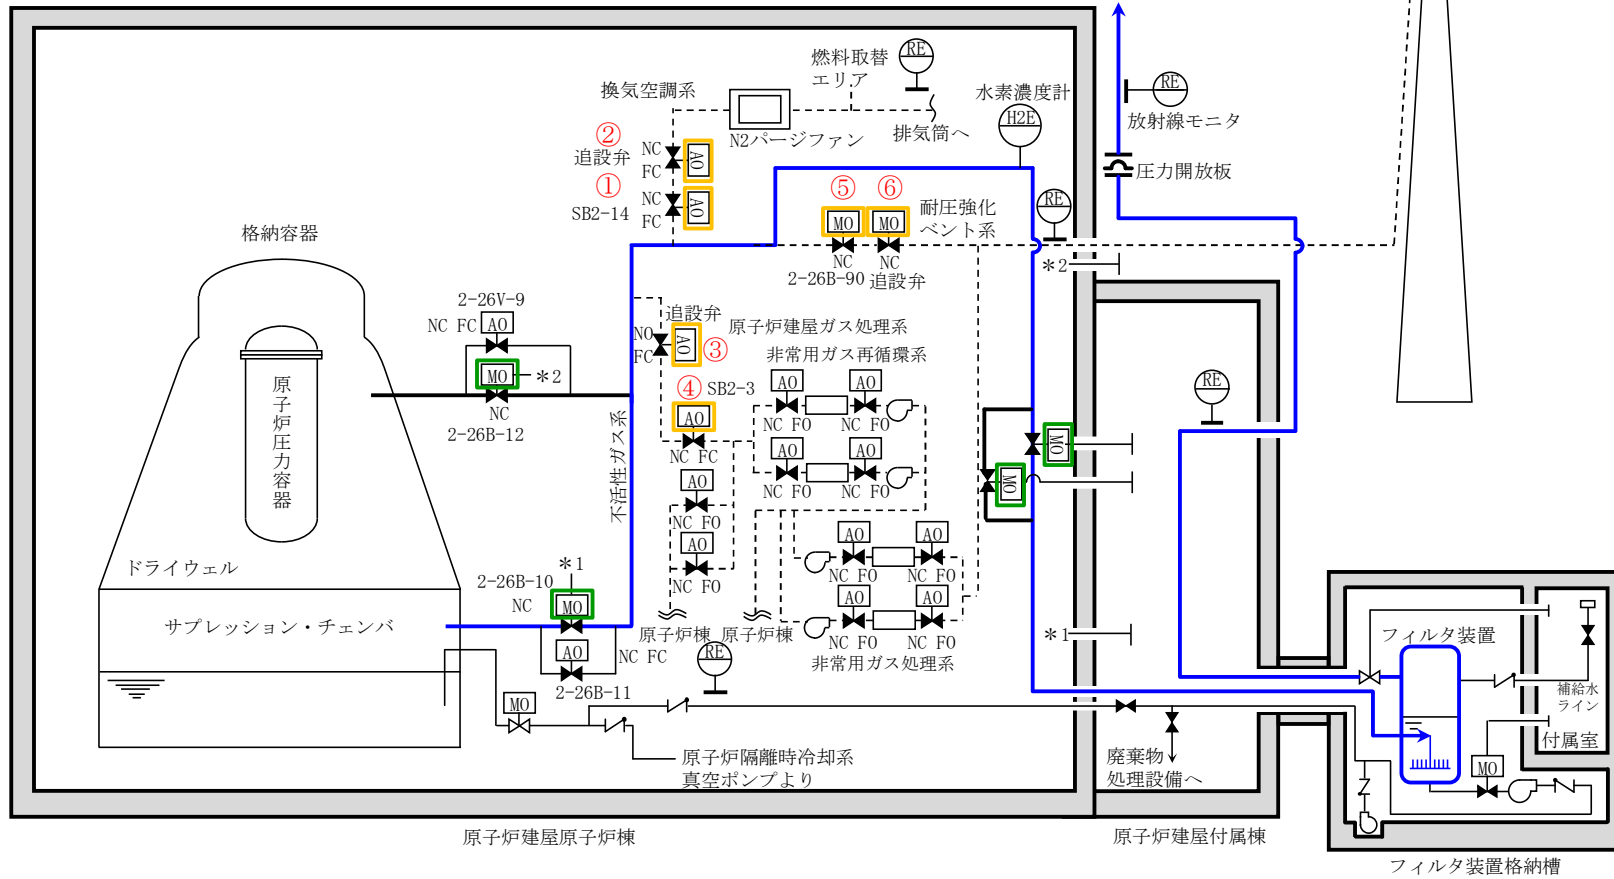 燃料取替
エリア
RE
換気空調系
水素濃度計
H2E
RE
放射線モニタ
N2パージファン
排気筒へ
②
追設弁
NC
FC
AO
①
SB2-14
NC
FC
AO
圧力開放板
⑤
⑥
MO
MO
NC
NC
2-26B-90
追設弁
耐圧強化
ベント系
RE
＊2
格納容器
2-26V-9
NC FC
AO
MO
＊2
NC
2-26B-12
原子炉圧力容器
追設弁
NO
FC
AO
③
原子炉建屋ガス処理系
非常用ガス再循環系
④
SB2-3
AO
NC FC
AO
AO
NC FO
NC FO
AO
AO
NC FO
NC FO
RE
不活性ガス系
AO
NC FO
AO
NC FO
MO
MO
AO
AO
NC FO
NC FO
AO
AO
NC FO
NC FO
非常用ガス処理系
原子炉棟
原子炉棟
RE
ドライウェル
サプレッション・チェンバ
＊1
2-26B-10
NC
MO
AO
NC FC
2-26B-11
＊1
MO
原子炉隔離時冷却系
真空ポンプより
廃棄物
処理設備へ
フィルタ装置
補給水
ライン
付属室
MO
原子炉建屋原子炉棟
原子炉建屋付属棟
フィルタ装置格納槽